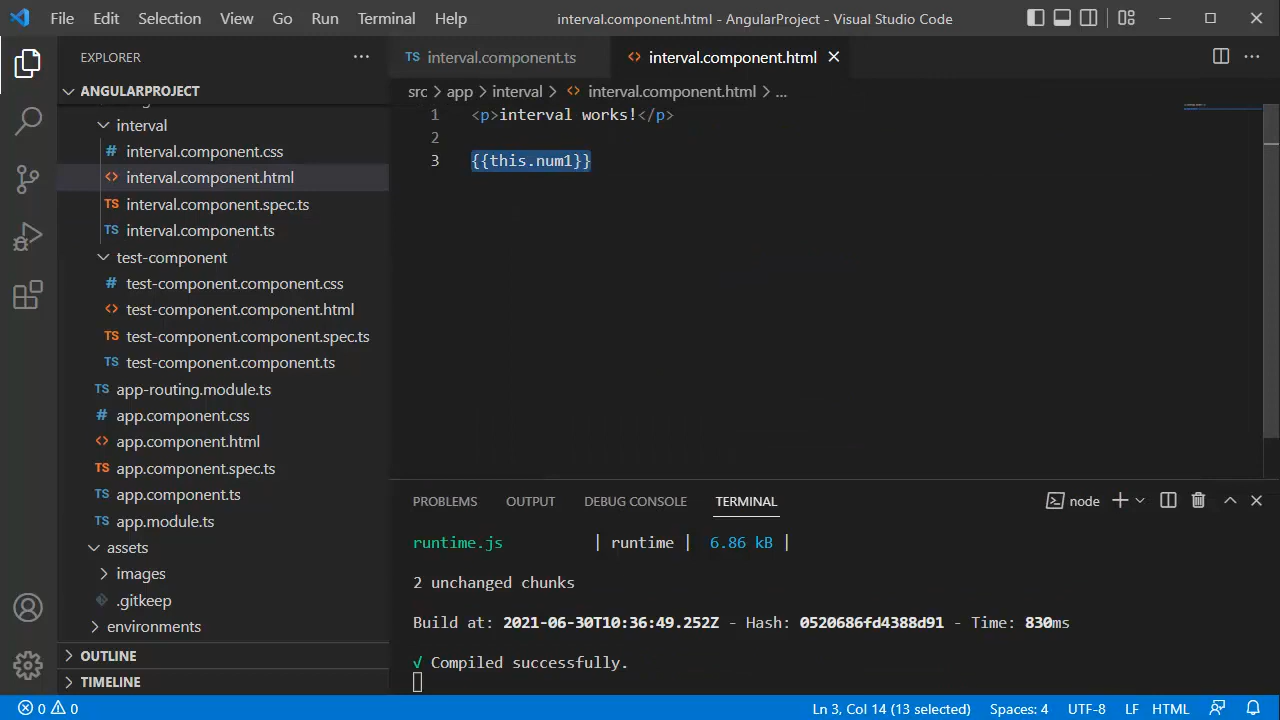 File Edit Selection View Go Run Terminal Help interval.component.html - AngularProject - Visual Studio Code
EXPLORER
ANGULARPROJECT
interval
interval.component.css
interval.component.html
interval.component.spec.ts
interval.component.ts
test-component
test-component.component.css
test-component.component.html
test-component.component.spec.ts
test-component.component.ts
app-routing.module.ts
app.component.css
app.component.html
app.component.spec.ts
app.component.ts
app.module.ts
assets
images
.gitkeep
environments
OUTLINE
TIMELINE
TS interval.component.ts <> interval.component.html
src > app > interval > <> interval.component.html > ...
1 <p>interval works!</p>
2
3 {{this.num1}}
PROBLEMS OUTPUT DEBUG CONSOLE TERMINAL node
runtime.js | runtime | 6.86 kB |
2 unchanged chunks
Build at: 2021-06-30T10:36:49.252Z - Hash: 0520686fd4388d91 - Time: 830ms
√ Compiled successfully.
0 0 Ln 3, Col 14 (13 selected) Spaces: 4 UTF-8 LF HTML